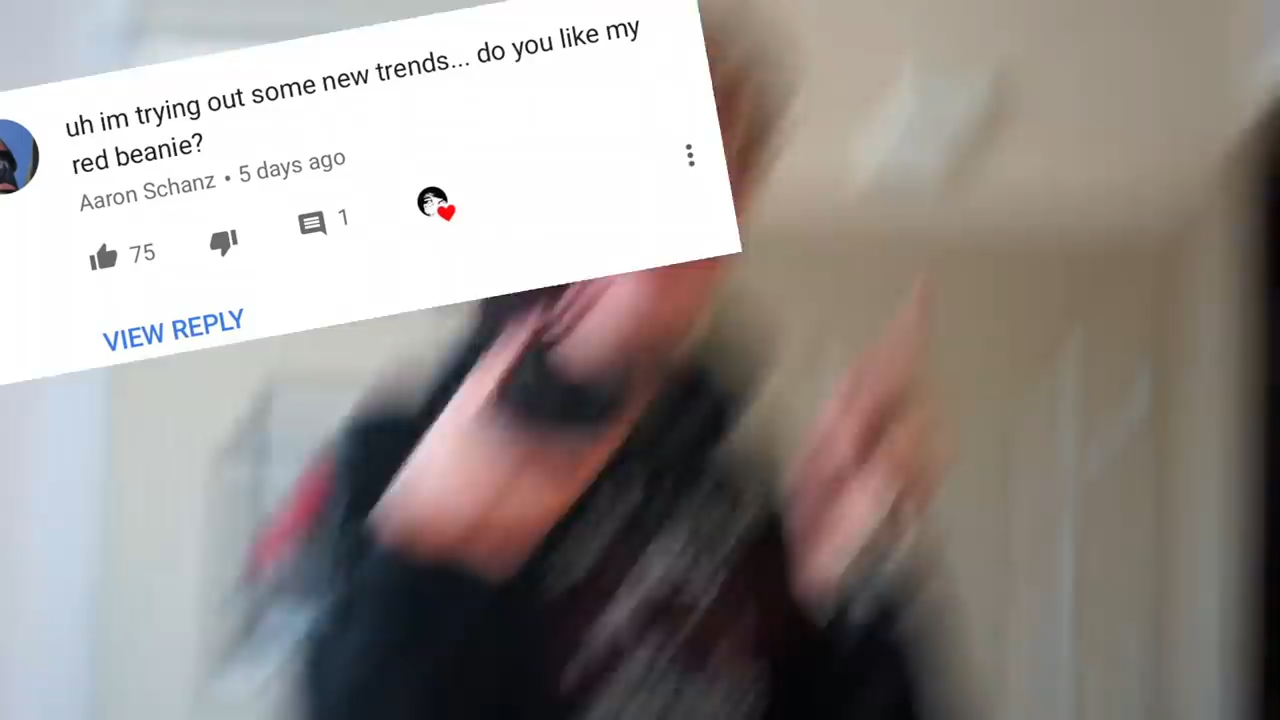 uh im trying out some new trends... do you like my
red beanie?
Aaron Schanz • 5 days ago
75
1
VIEW REPLY